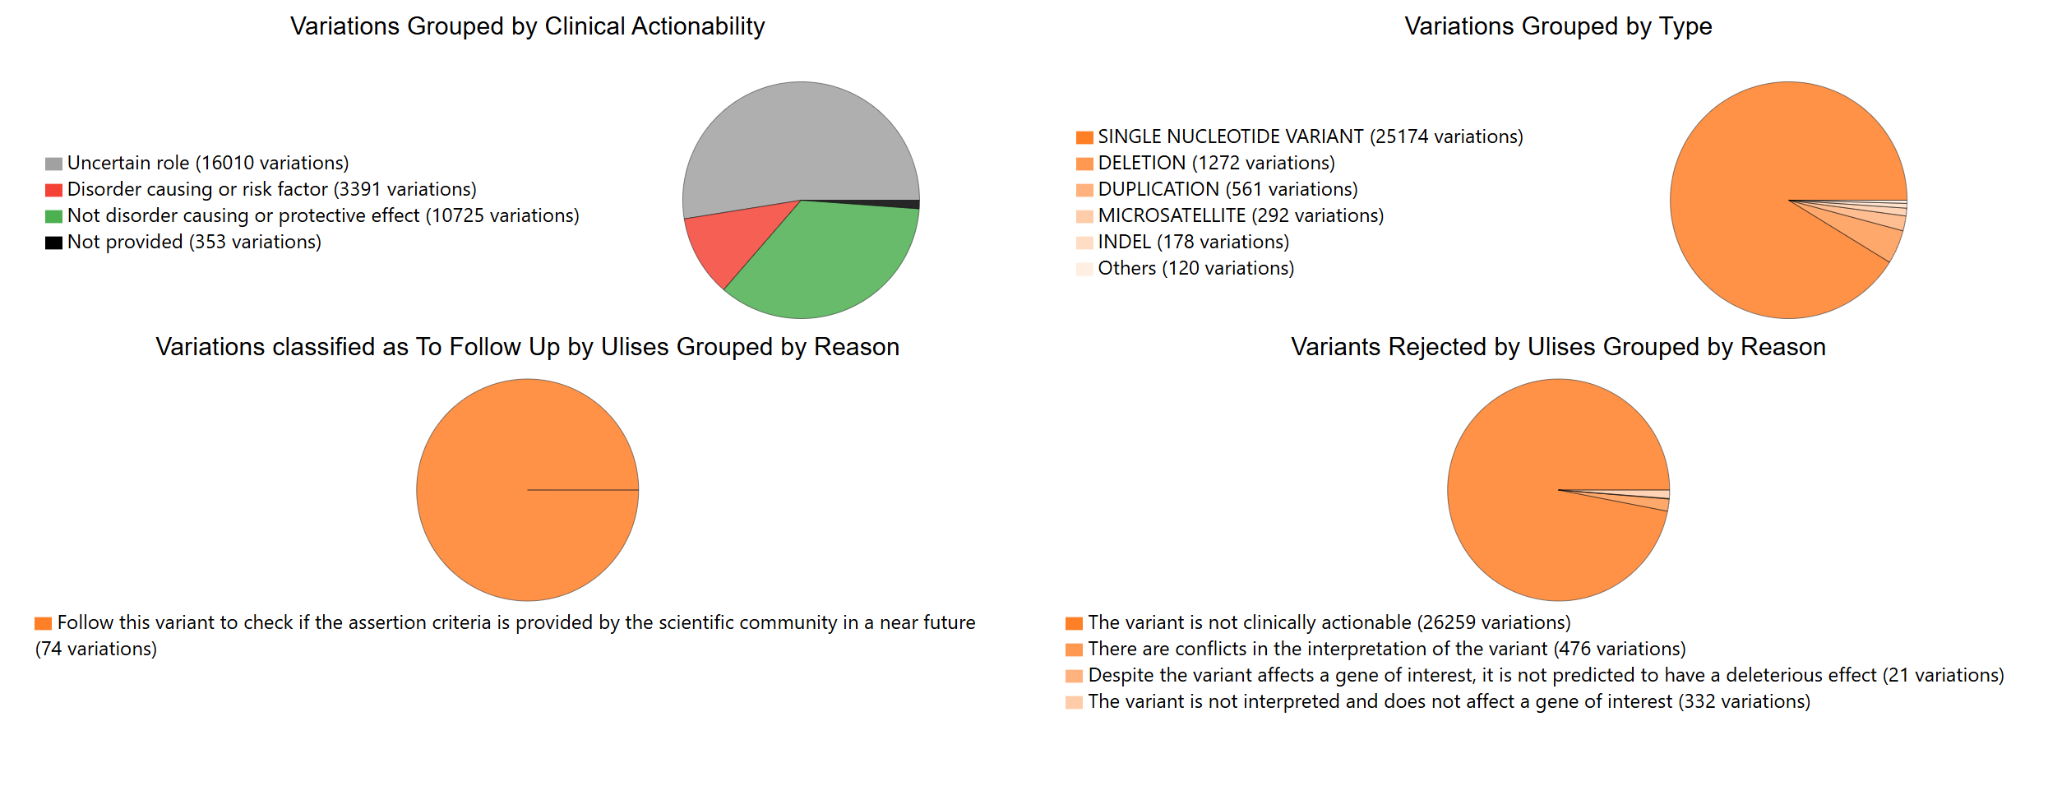 Variations Grouped by Clinical Actionability
Uncertain role (16010 variations)
Disorder causing or risk factor (3391 variations)
Not disorder causing or protective effect (10725 variations)
Not provided (353 variations)
Variations Grouped by Type
SINGLE NUCLEOTIDE VARIANT (25174 variations)
DELETION (1272 variations)
DUPLICATION (561 variations)
MICROSATELLITE (292 variations)
INDEL (178 variations)
Others (120 variations)
Variations classified as To Follow Up by Ulises Grouped by Reason
Follow this variant to check if the assertion criteria is provided by the scientific community in a near future
(74 variations)
Variants Rejected by Ulises Grouped by Reason
The variant is not clinically actionable (26259 variations)
There are conflicts in the interpretation of the variant (476 variations)
Despite the variant affects a gene of interest, it is not predicted to have a deleterious effect (21 variations)
The variant is not interpreted and does not affect a gene of interest (332 variations)